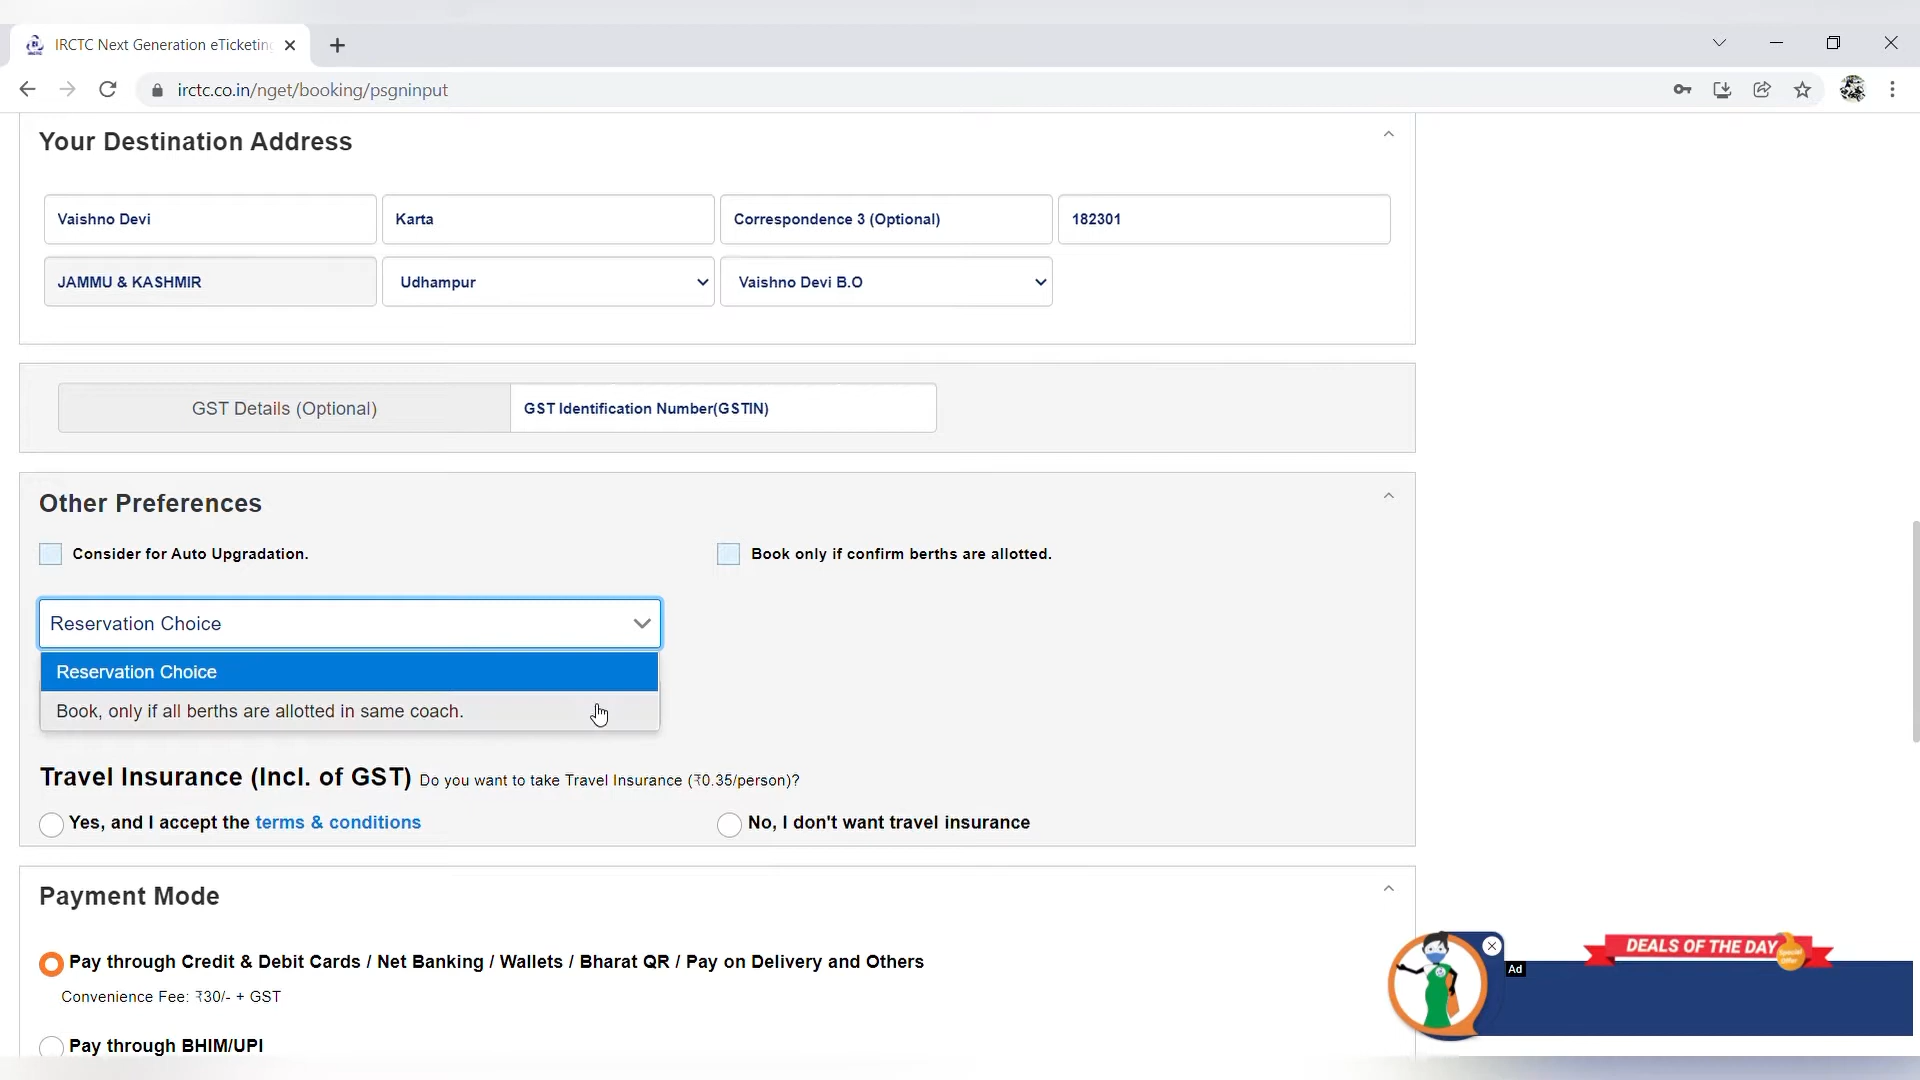 IRCTC Next Generation eTicketing
irctc.co.in/nget/booking/psgninput
Your Destination Address
Vaishno Devi
Karta
Correspondence 3 (Optional)
182301
JAMMU & KASHMIR
Udhampur
Vaishno Devi B.O
GST Details (Optional)
GST Identification Number(GSTIN)
Other Preferences
Consider for Auto Upgradation.
Book only if confirm berths are allotted.
Reservation Choice
Reservation Choice
Book, only if all berths are allotted in same coach.
Travel Insurance (Incl. of GST) Do you want to take Travel Insurance (₹0.35/person)?
Yes, and I accept the terms & conditions
No, I don't want travel insurance
Payment Mode
Pay through Credit & Debit Cards / Net Banking / Wallets / Bharat QR / Pay on Delivery and Others
Convenience Fee: ₹30/- + GST
Pay through BHIM/UPI
DEALS OF THE DAY
Special
Offer
Ad